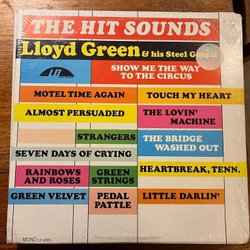 THE HIT SOUNDS
Lloyd Green & his Steel Guitar
SHOW ME THE WAY
TO THE CIRCUS
MOTEL TIME AGAIN
TOUCH MY HEART
ALMOST PERSUADED
THE LOVIN'
MACHINE
STRANGERS
THE BRIDGE
WASHED OUT
SEVEN DAYS OF CRYING
RAINBOWS
AND ROSES
GREEN
STRINGS
HEARTBREAK, TENN.
GREEN VELVET
PEDAL
PATTLE
LITTLE DARLIN'
MONO